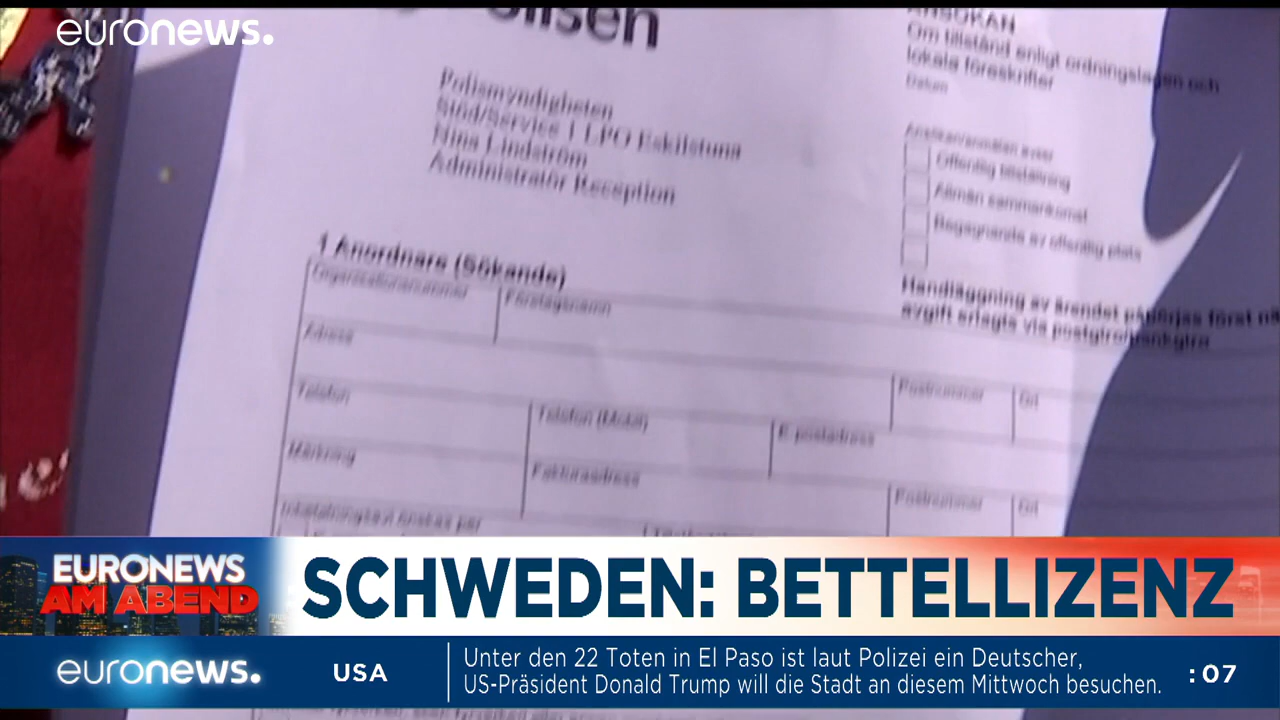 euronews.
Polismyndigheten
Stöd/Service 1 LPO Eskilstuna
Nina Lindström
Administratör Reception
ANSÖKAN
Om tillstånd enligt ordningslagen och
lokala föreskrifter
Datum
Ansökan/anmälan avser
Offentlig tillställning
Allmän sammankomst
Begagnande av offentlig plats
Handläggning av ärendet påbörjas först
avgift erlagts via postgiro/bankgiro
1 Anordnare (Sökande)
Organisationsnummer
Företagsnamn
Adress
Postnummer
Ort
Telefon
Telefon (Mobil)
E-postadress
Märkning
Fakturaadress
Postnummer
Ort
EURONEWS
AM ABEND
SCHWEDEN: BETTELLIZENZ
euronews.
USA
Unter den 22 Toten in El Paso ist laut Polizei ein Deutscher,
US-Präsident Donald Trump will die Stadt an diesem Mittwoch besuchen.
:07